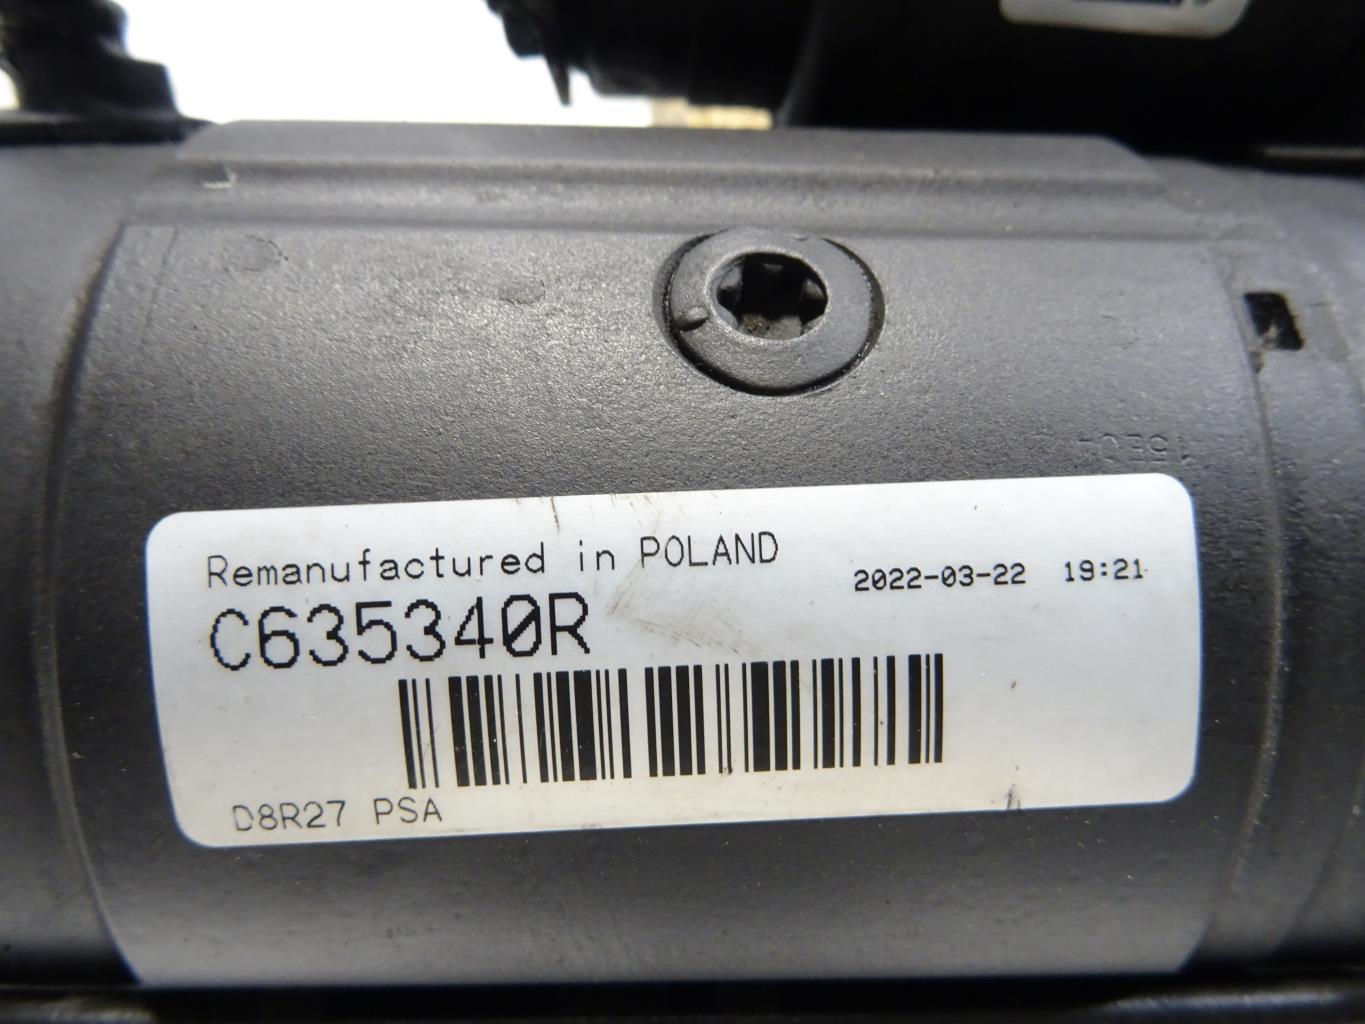 Remanufactured in POLAND
2022-03-22 19:21
C635340R
D8R27 PSA